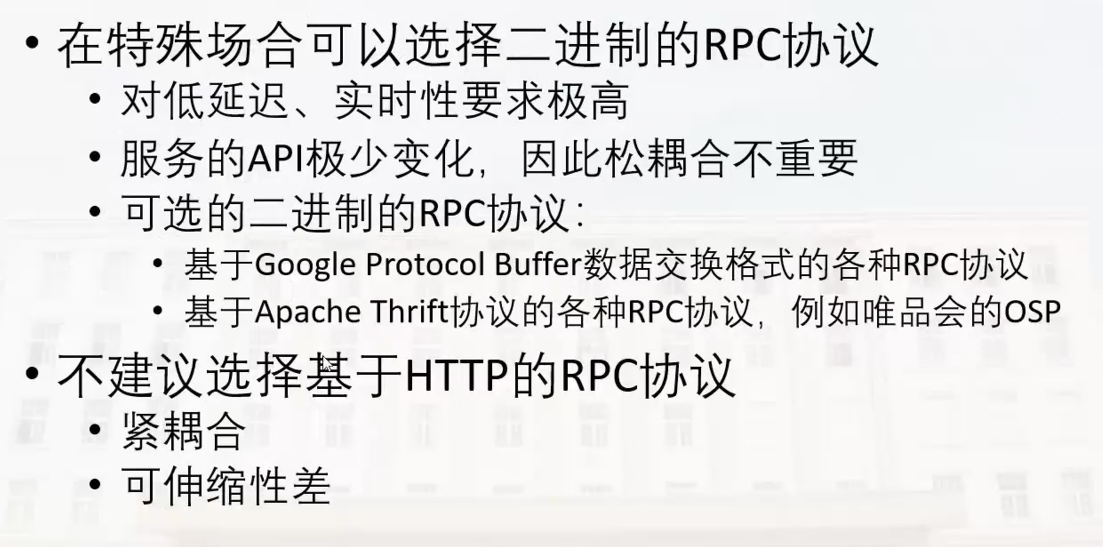 • 在特殊场合可以选择二进制的RPC协议
• 对低延迟、实时性要求极高
• 服务的API极少变化，因此松耦合不重要
• 可选的二进制的RPC协议：
• 基于Google Protocol Buffer数据交换格式的各种RPC协议
• 基于Apache Thrift协议的各种RPC协议，例如唯品会的OSP
• 不建议选择基于HTTP的RPC协议
• 紧耦合
• 可伸缩性差